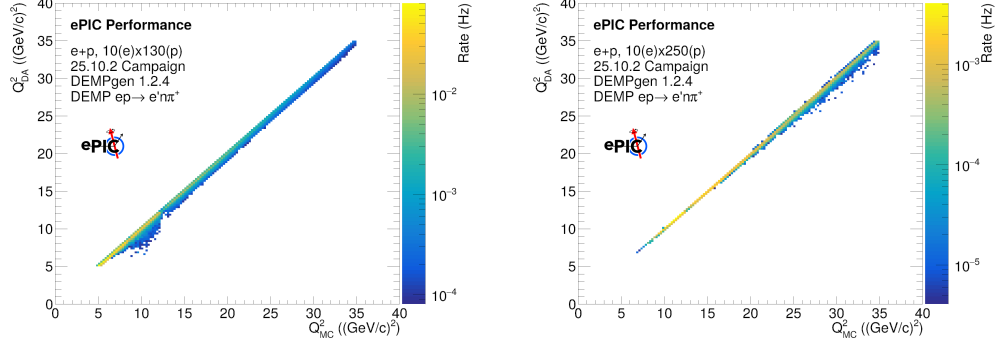 ePIC Performance
e+p, 10(e)x130(p)
25.10.2 Campaign
DEMPgen 1.2.4
DEMP ep→ e'nπ⁺
ePIC
Q²_DA ((GeV/c)²)
40
35
30
25
20
15
10
5
0
0 5 10 15 20 25 30 35 40
Q²_MC ((GeV/c)²)
Rate (Hz)
10⁻²
10⁻³
10⁻⁴
ePIC Performance
e+p, 10(e)x250(p)
25.10.2 Campaign
DEMPgen 1.2.4
DEMP ep→ e'nπ⁺
ePIC
Q²_DA ((GeV/c)²)
40
35
30
25
20
15
10
5
0
0 5 10 15 20 25 30 35 40
Q²_MC ((GeV/c)²)
Rate (Hz)
10⁻³
10⁻⁴
10⁻⁵